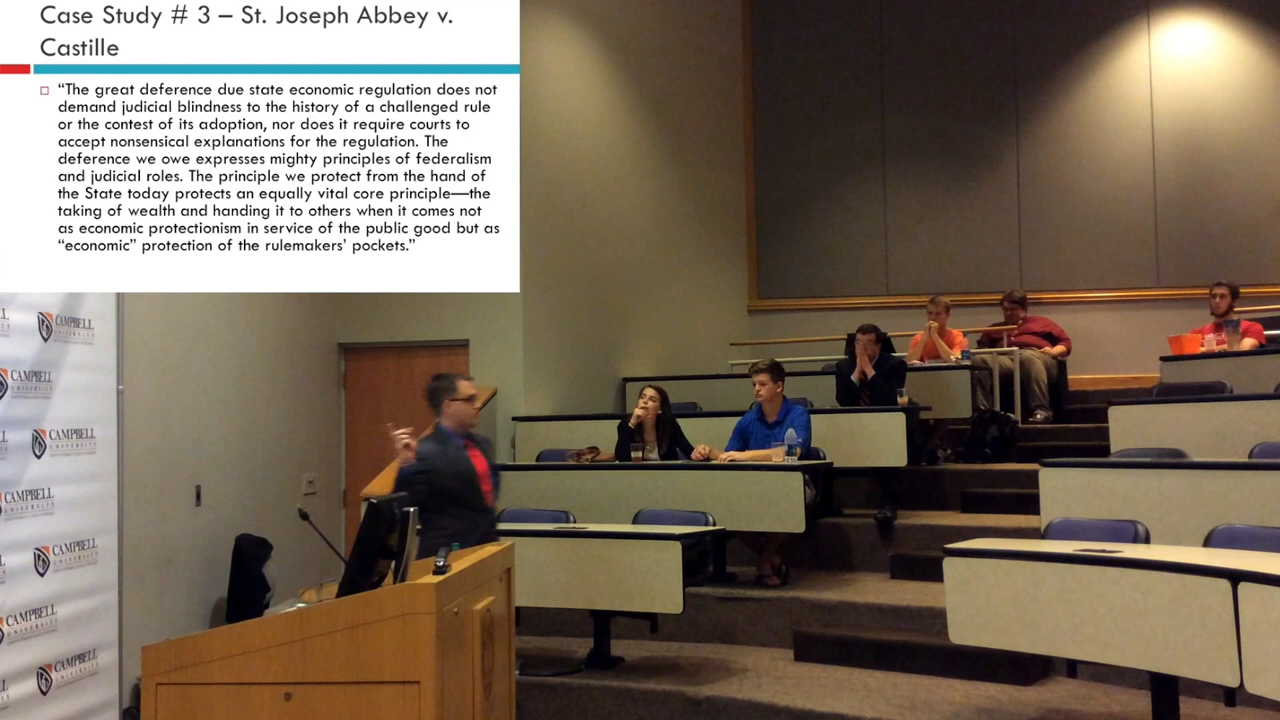 Case Study # 3 – St. Joseph Abbey v.
Castille
“The great deference due state economic regulation does not
demand judicial blindness to the history of a challenged rule
or the contest of its adoption, nor does it require courts to
accept nonsensical explanations for the regulation. The
deference we owe expresses mighty principles of federalism
and judicial roles. The principle we protect from the hand of
the State today protects an equally vital core principle—the
taking of wealth and handing it to others when it comes not
as economic protectionism in service of the public good but as
“economic” protection of the rulemakers’ pockets.”
CAMPBELL
UNIVERSITY
CAMPBELL
UNIVERSITY
CAMPBELL
UNIVERSITY
CAMPBELL
UNIVERSITY
CAMPBELL
UNIVERSITY
CAMPBELL
UNIVERSITY
CAMPBELL
UNIVERSITY